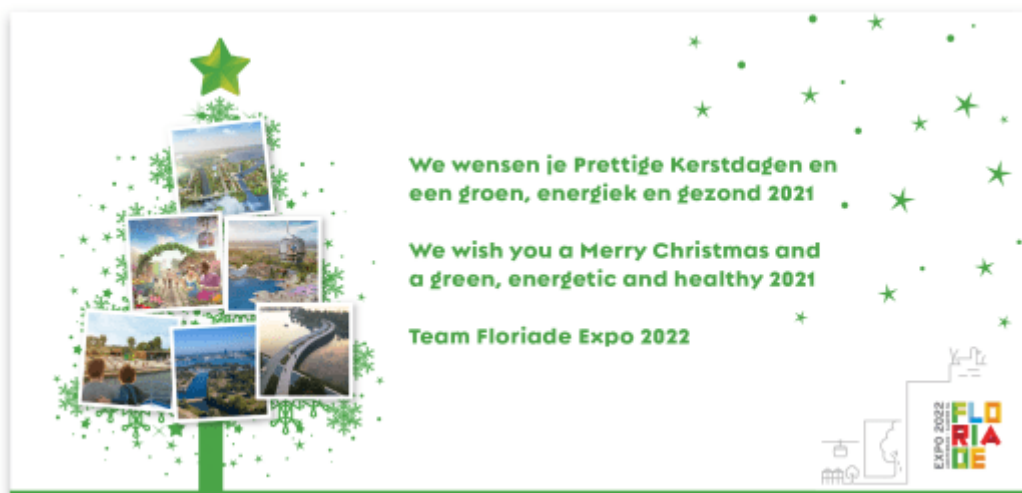 We wensen je Prettige Kerstdagen en
een groen, energiek en gezond 2021
We wish you a Merry Christmas and
a green, energetic and healthy 2021
Team Floriade Expo 2022
EXPO 2022
FLO
RIA
DE